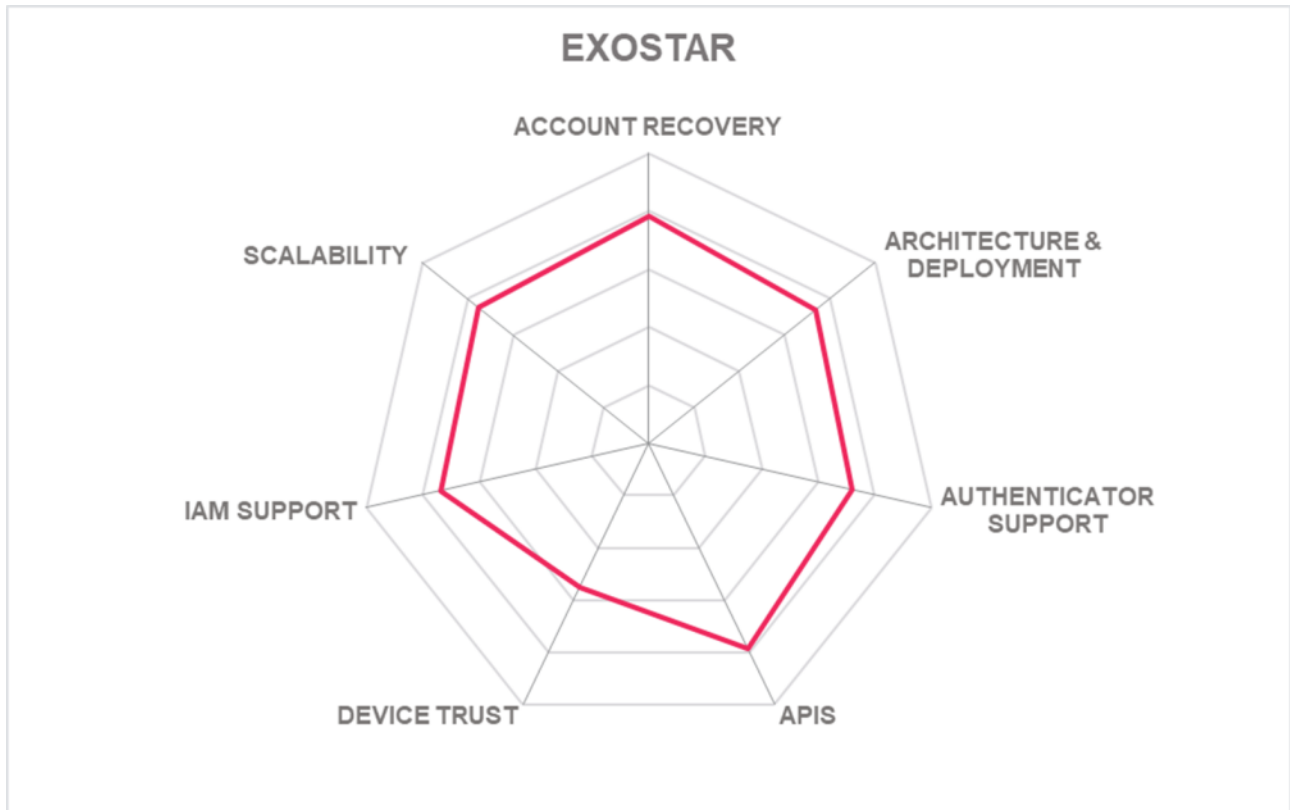 EXOSTAR
ACCOUNT RECOVERY
ARCHITECTURE &
DEPLOYMENT
SCALABILITY
AUTHENTICATOR
SUPPORT
IAM SUPPORT
DEVICE TRUST
APIS